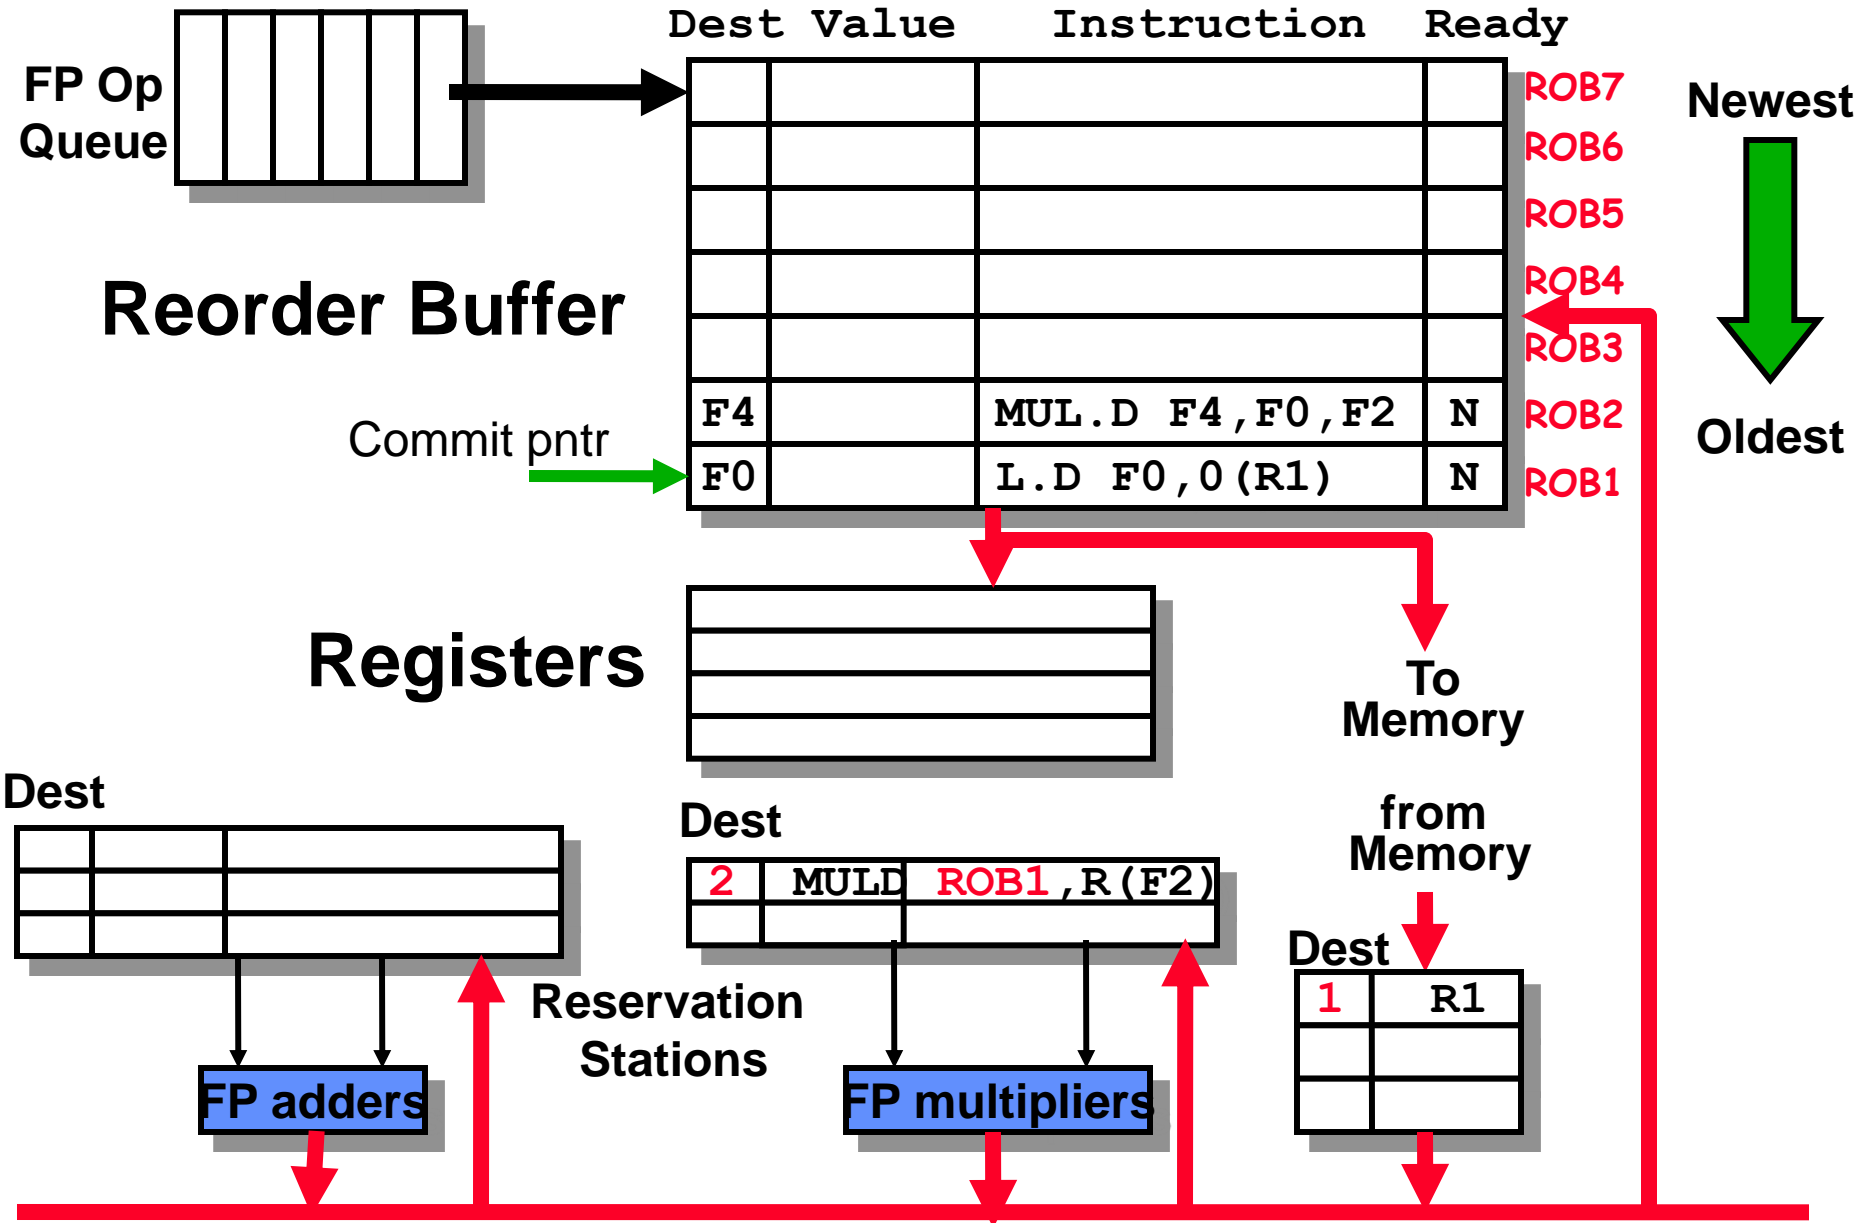 Dest Value Instruction Ready
FP Op
Queue
ROB7
Newest
ROB6
ROB5
Reorder Buffer
ROB4
ROB3
F4 MUL.D F4,F0,F2 N ROB2
Commit pntr
Oldest
F0 L.D F0,0(R1) N ROB1
Registers
To
Memory
Dest
Dest
from
Memory
2 MULD ROB1,R(F2)
Dest
1 R1
Reservation
Stations
FP adders
FP multipliers